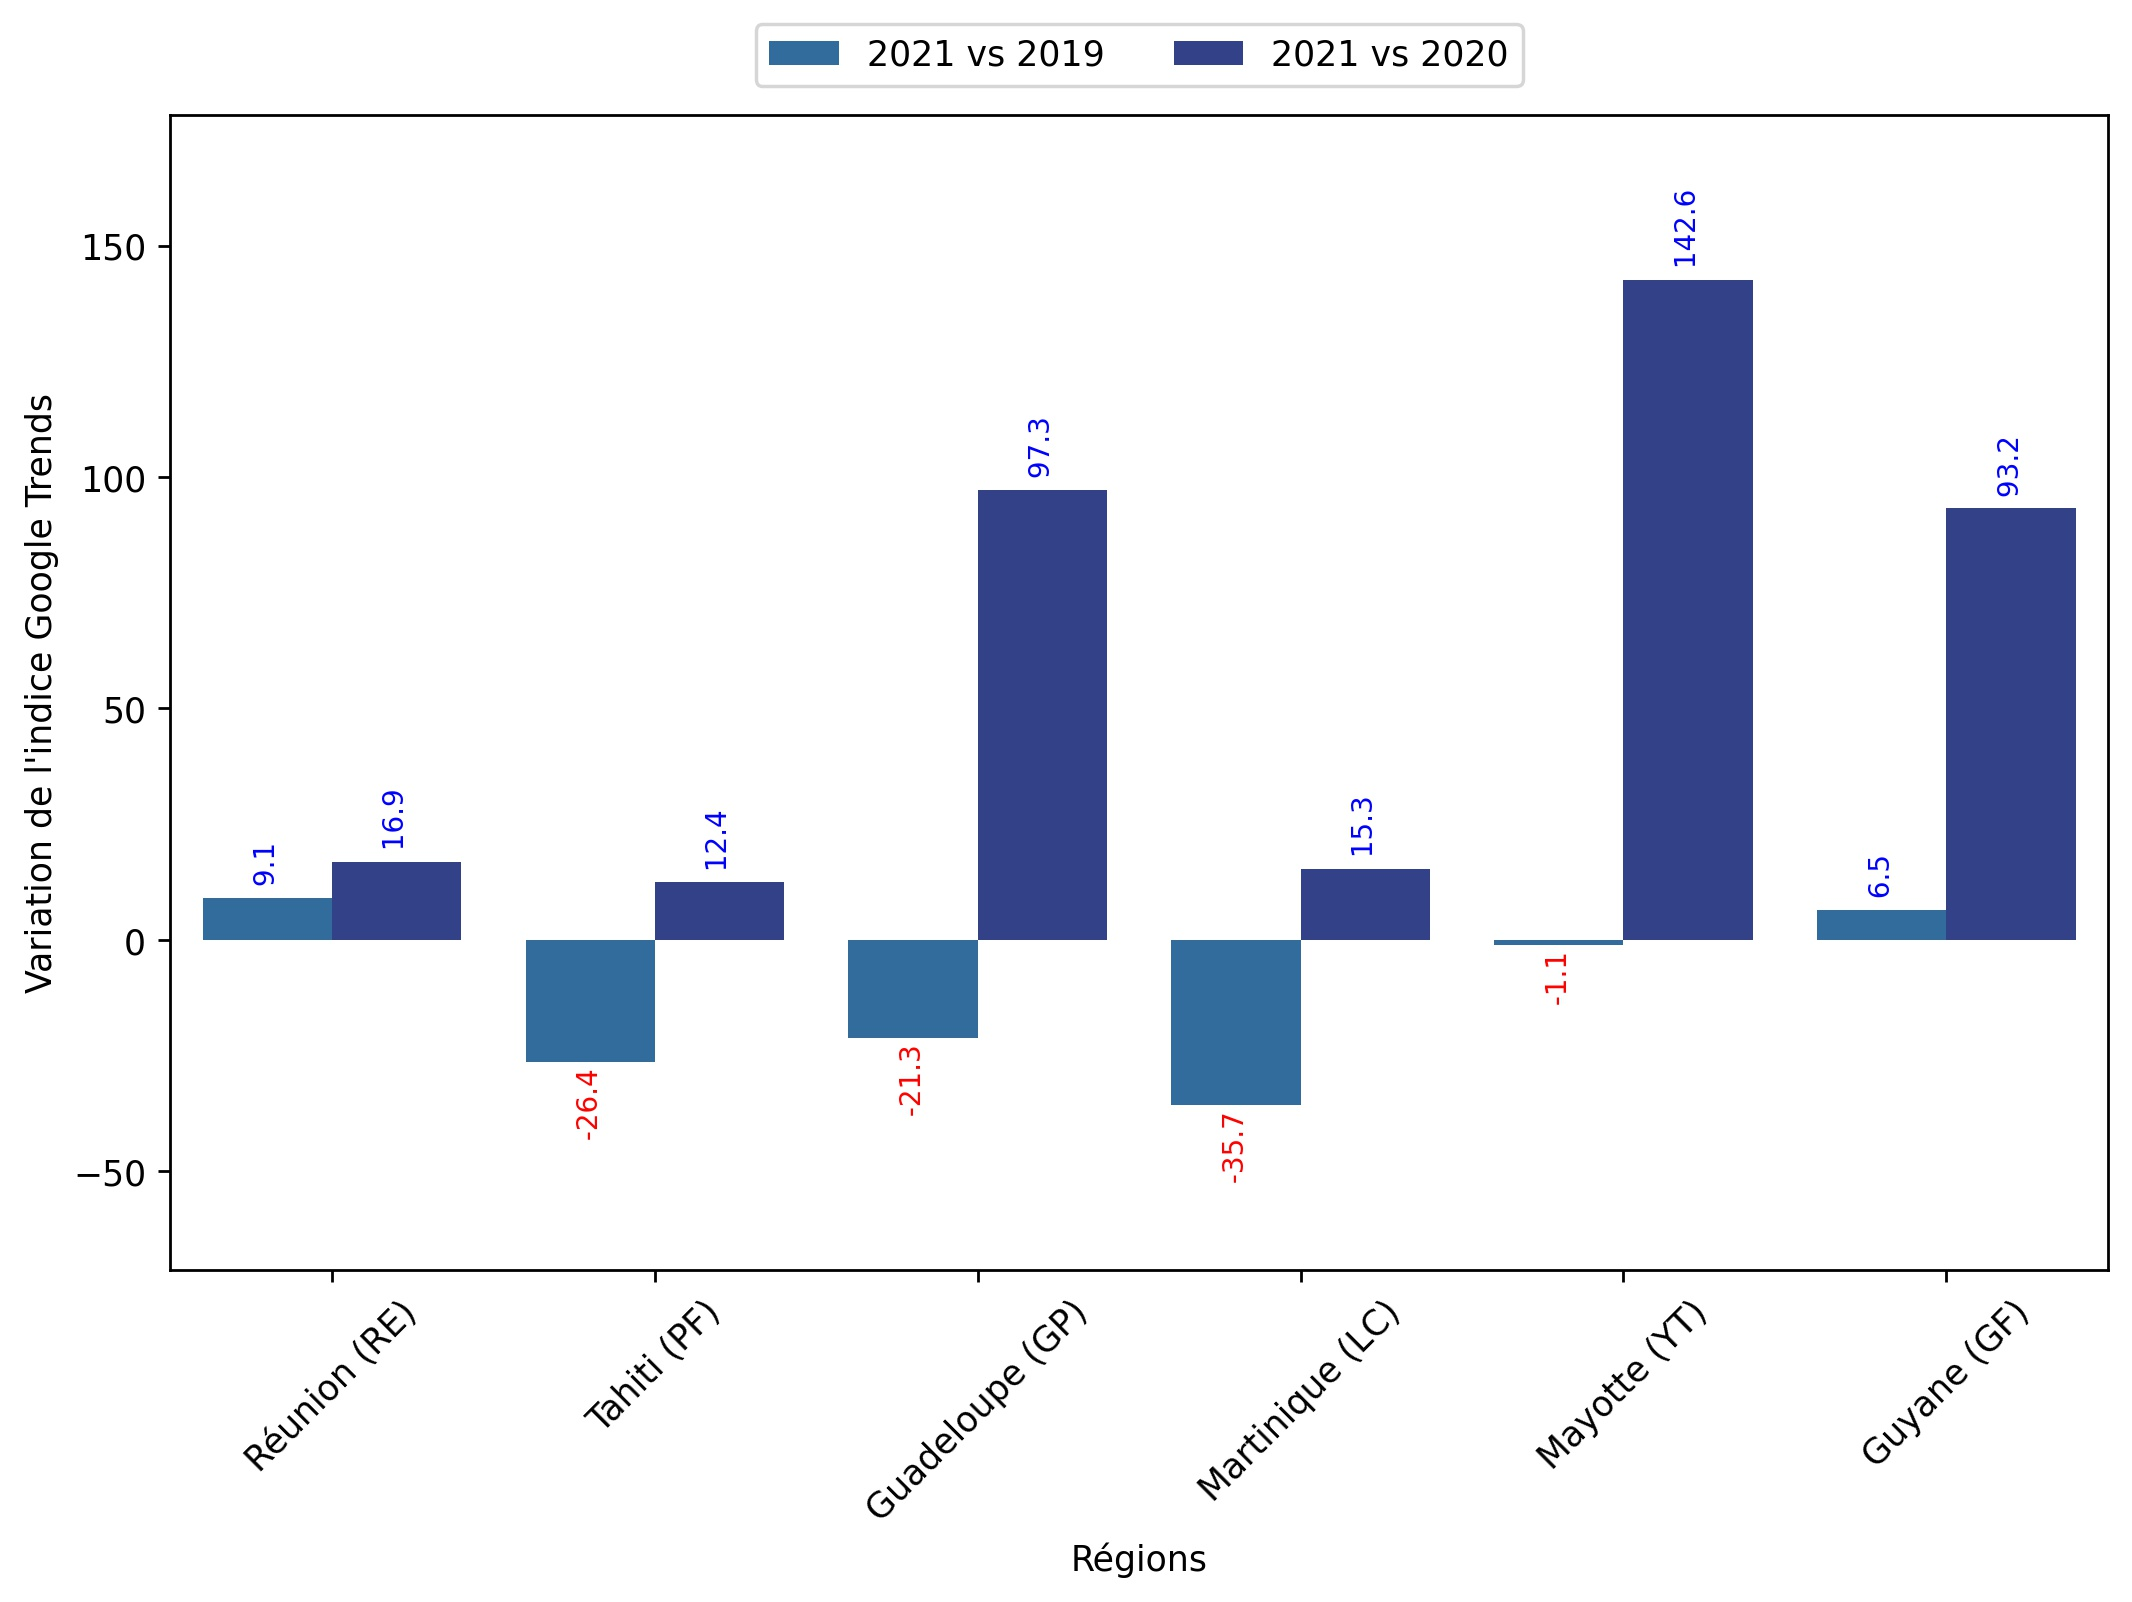 2021 vs 2019
2021 vs 2020
Variation de l'indice Google Trends
150
100
50
0
−50
9.1
16.9
-26.4
12.4
-21.3
97.3
-35.7
15.3
-1.1
142.6
6.5
93.2
Réunion (RE)
Tahiti (PF)
Guadeloupe (GP)
Martinique (LC)
Mayotte (YT)
Guyane (GF)
Régions